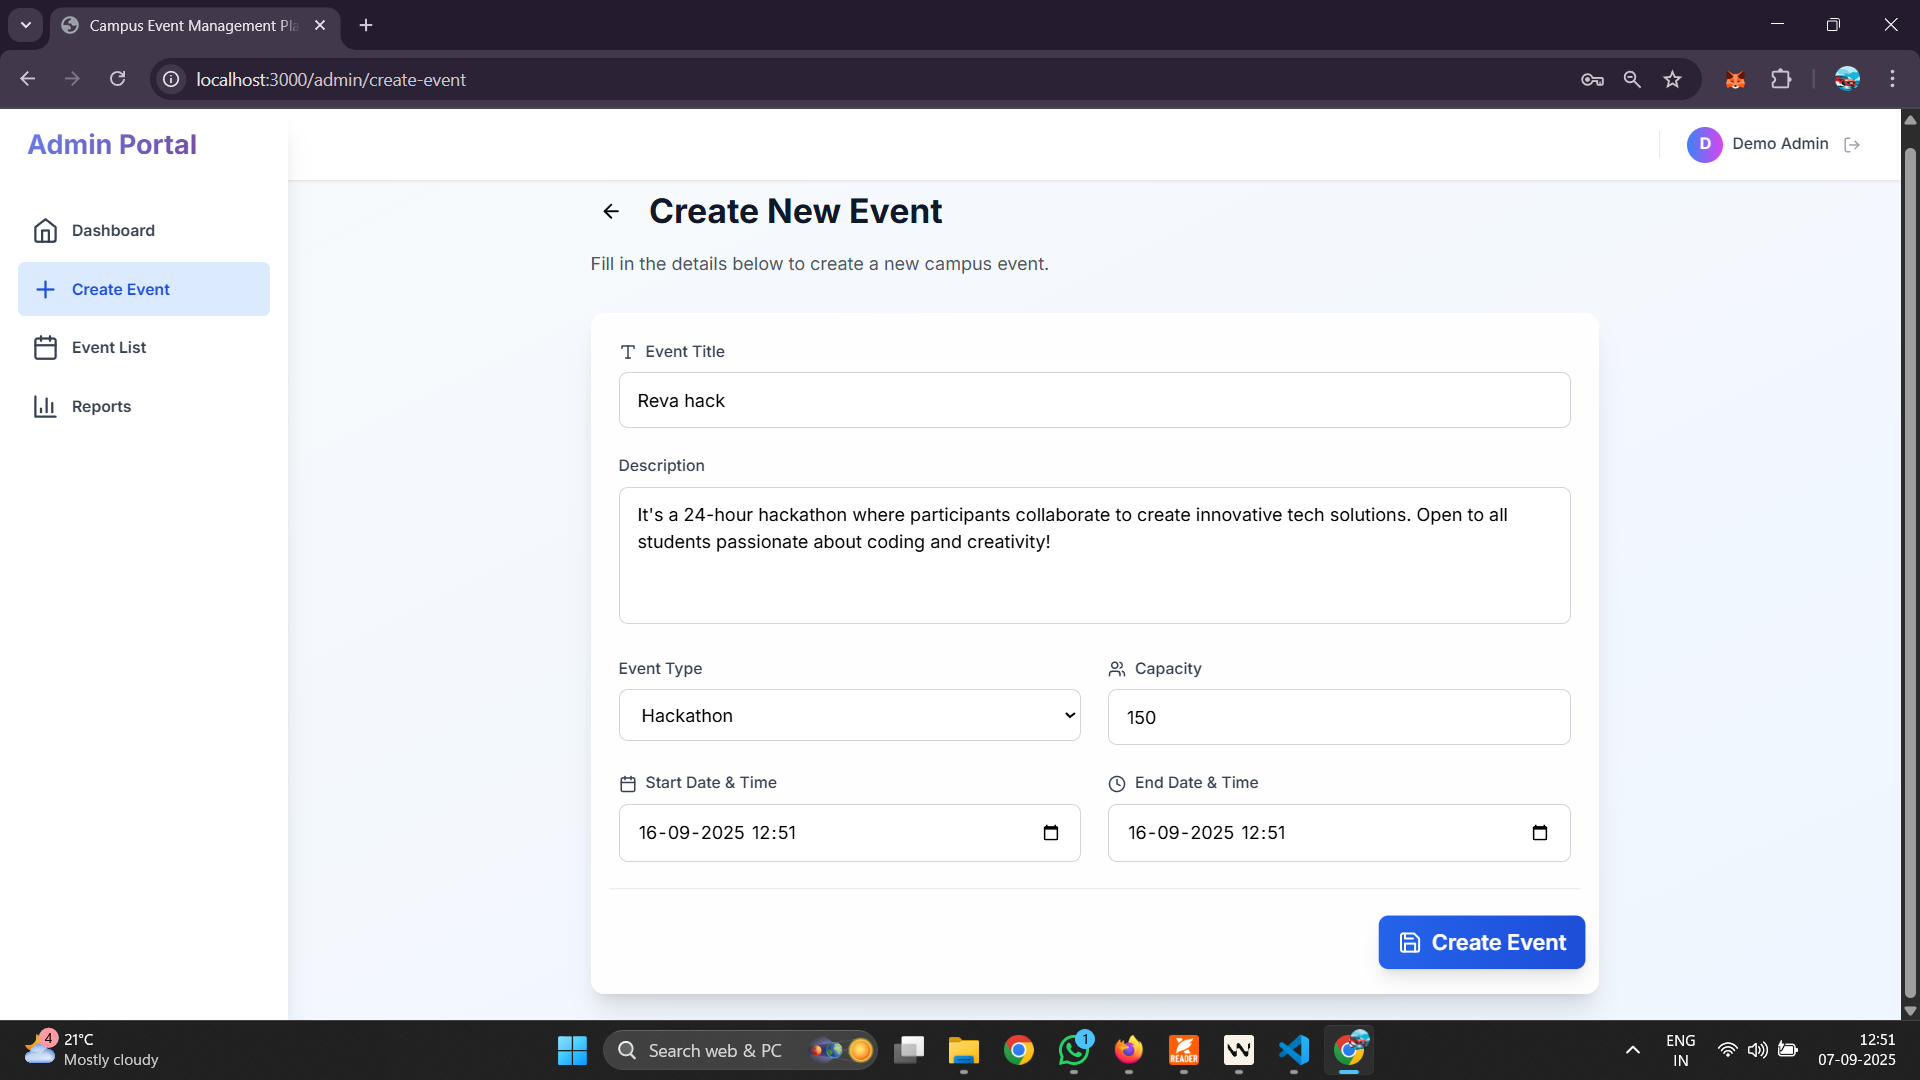 Campus Event Management Pla
localhost:3000/admin/create-event
Admin Portal
D
Demo Admin
Dashboard
Create Event
Event List
Reports
Create New Event
Fill in the details below to create a new campus event.
Event Title
Reva hack
Description
It's a 24-hour hackathon where participants collaborate to create innovative tech solutions. Open to all
students passionate about coding and creativity!
Event Type
Capacity
Hackathon
150
Start Date & Time
End Date & Time
16-09-2025 12:51
16-09-2025 12:51
Create Event
4
21°C
Mostly cloudy
Search web & PC
1
READER
ENG
IN
12:51
07-09-2025